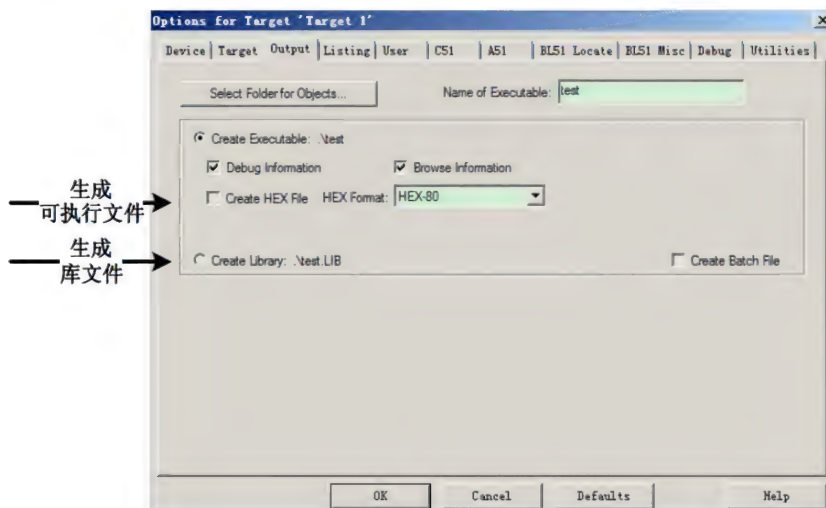 Options for Target 'Target 1'
Device Target Output Listing User C51 A51 BL51 Locate BL51 Misc Debug Utilities
Select Folder for Objects... Name of Executable: test
Create Executable: .\test
Debug Information Browse Information
生成
可执行文件
Create HEX File HEX Format: HEX-80
生成
库文件
Create Library: .\test.LIB Create Batch File
OK Cancel Defaults Help